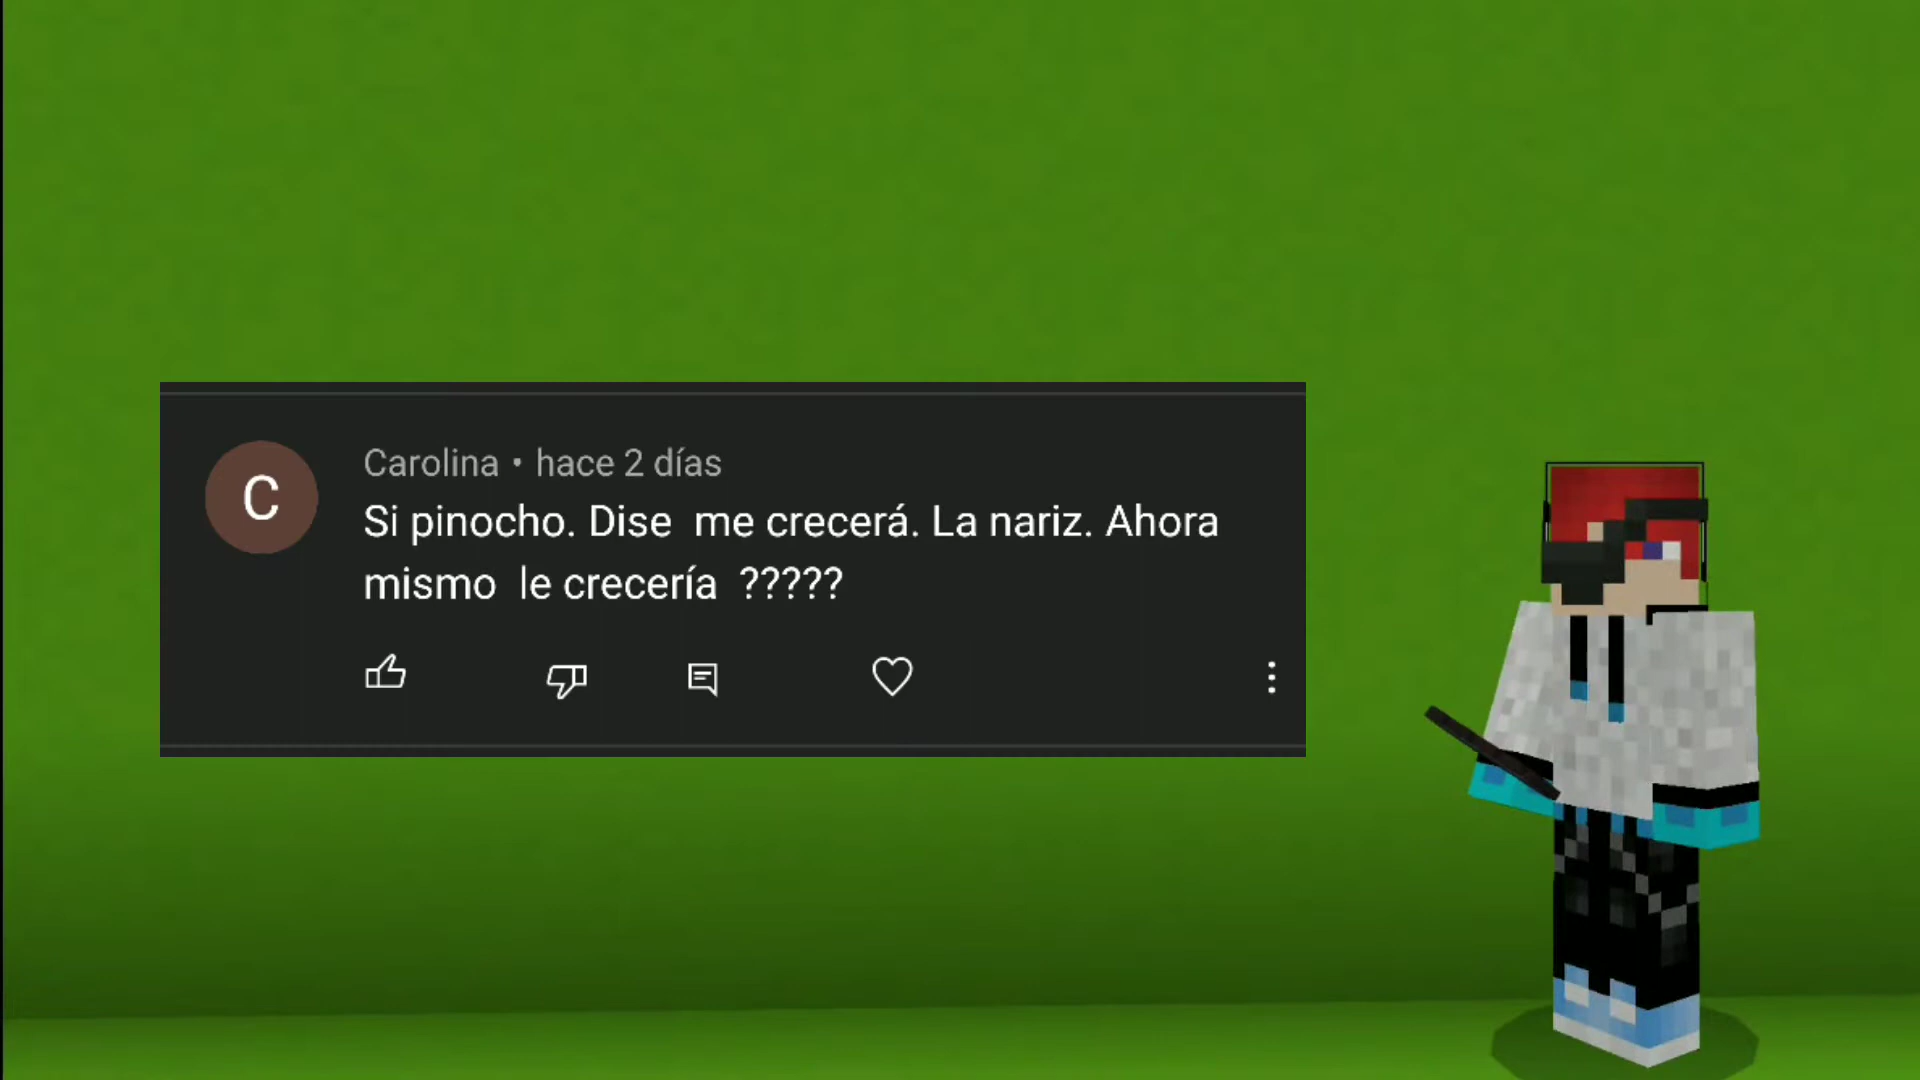 C
Carolina • hace 2 días
Si pinocho. Dise  me crecerá. La nariz. Ahora
mismo  le crecería  ?????